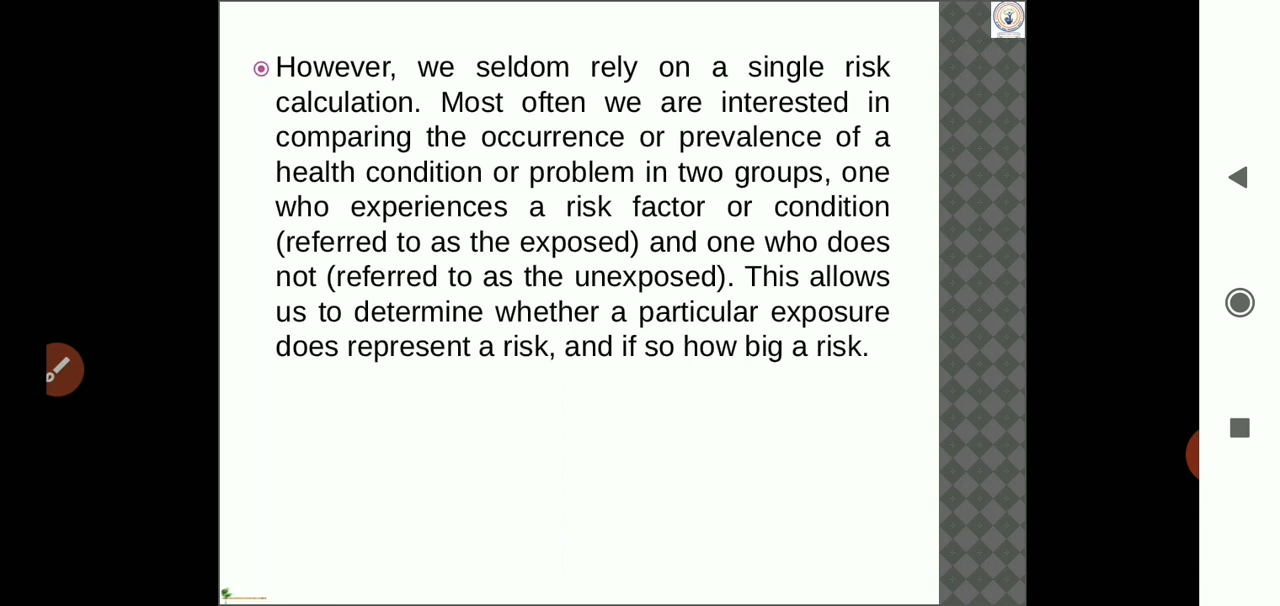 However, we seldom rely on a single risk
calculation. Most often we are interested in
comparing the occurrence or prevalence of a
health condition or problem in two groups, one
who experiences a risk factor or condition
(referred to as the exposed) and one who does
not (referred to as the unexposed). This allows
us to determine whether a particular exposure
does represent a risk, and if so how big a risk.